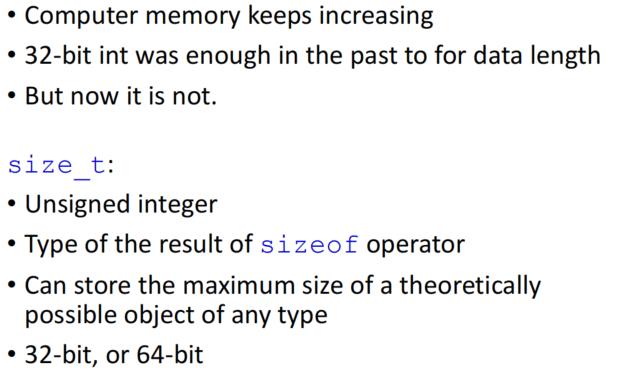 • Computer memory keeps increasing
• 32-bit int was enough in the past to for data length
• But now it is not.
size_t:
• Unsigned integer
• Type of the result of sizeof operator
• Can store the maximum size of a theoretically
possible object of any type
• 32-bit, or 64-bit